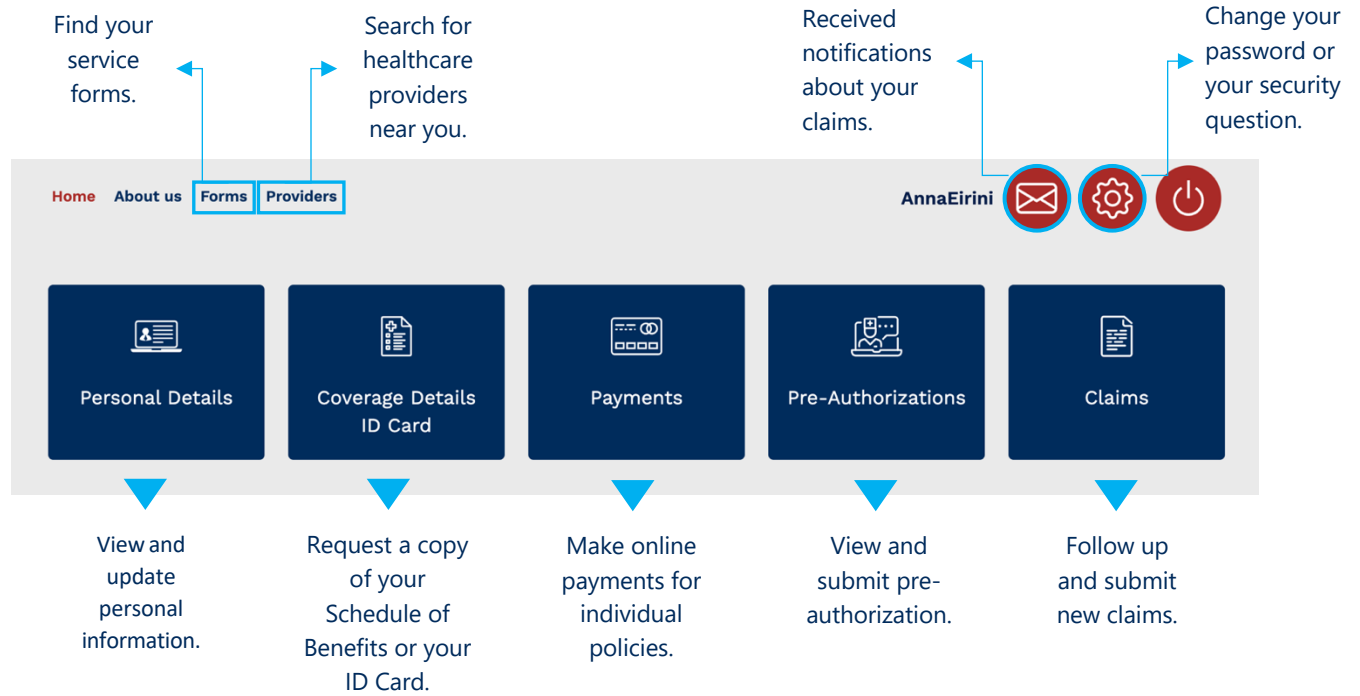 Find your
service
forms.
Search for
healthcare
providers
near you.
Received
notifications
about your
claims.
Change your
password or
your security
question.
Home About us Forms Providers
AnnaEirini
Personal Details
Coverage Details
ID Card
Payments
Pre-Authorizations
Claims
View and
update
personal
information.
Request a copy
of your
Schedule of
Benefits or your
ID Card.
Make online
payments for
individual
policies.
View and
submit pre-
authorization.
Follow up
and submit
new claims.